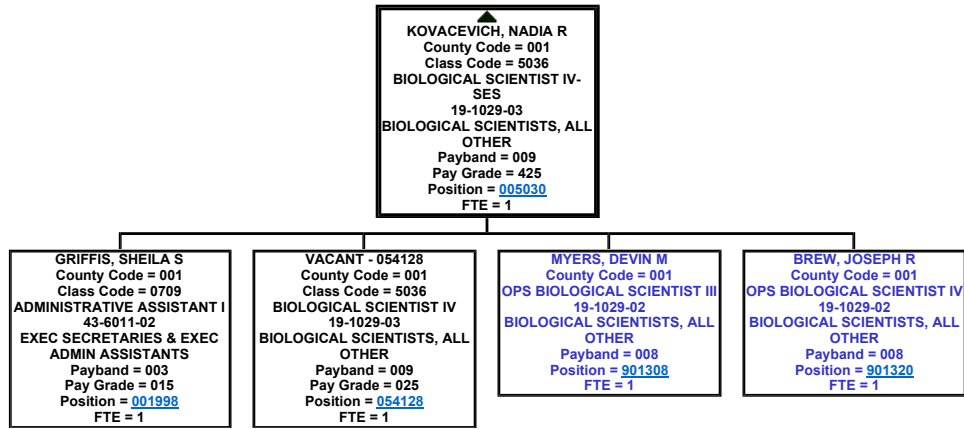 KOVACEVICH, NADIA R
County Code = 001
Class Code = 5036
BIOLOGICAL SCIENTIST IV-
SES
19-1029-03
BIOLOGICAL SCIENTISTS, ALL
OTHER
Payband = 009
Pay Grade = 425
Position = 005030
FTE = 1
GRIFFIS, SHEILA S
County Code = 001
Class Code = 0709
ADMINISTRATIVE ASSISTANT I
43-6011-02
EXEC SECRETARIES & EXEC
ADMIN ASSISTANTS
Payband = 003
Pay Grade = 015
Position = 001998
FTE = 1
VACANT - 054128
County Code = 001
Class Code = 5036
BIOLOGICAL SCIENTIST IV
19-1029-03
BIOLOGICAL SCIENTISTS, ALL
OTHER
Payband = 009
Pay Grade = 025
Position = 054128
FTE = 1
MYERS, DEVIN M
County Code = 001
OPS BIOLOGICAL SCIENTIST III
19-1029-02
BIOLOGICAL SCIENTISTS, ALL
OTHER
Payband = 008
Position = 901308
FTE = 1
BREW, JOSEPH R
County Code = 001
OPS BIOLOGICAL SCIENTIST IV
19-1029-02
BIOLOGICAL SCIENTISTS, ALL
OTHER
Payband = 008
Position = 901320
FTE = 1